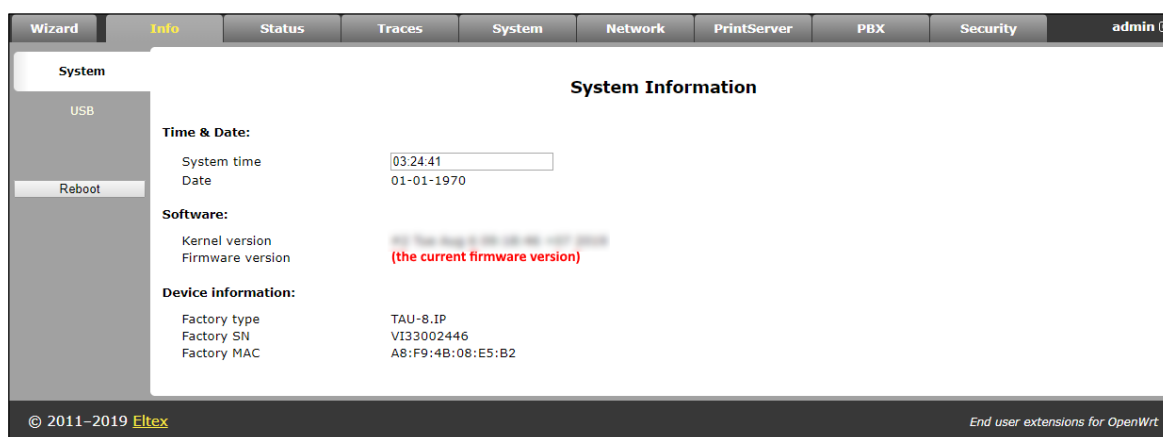 Wizard Info Status Traces System Network PrintServer PBX Security admin
System
USB
Reboot
System Information
Time & Date:
System time 03:24:41
Date 01-01-1970
Software:
Kernel version
Firmware version (the current firmware version)
Device information:
Factory type TAU-8.IP
Factory SN VI33002446
Factory MAC A8:F9:4B:08:E5:B2
© 2011–2019 Eltex End user extensions for OpenWrt